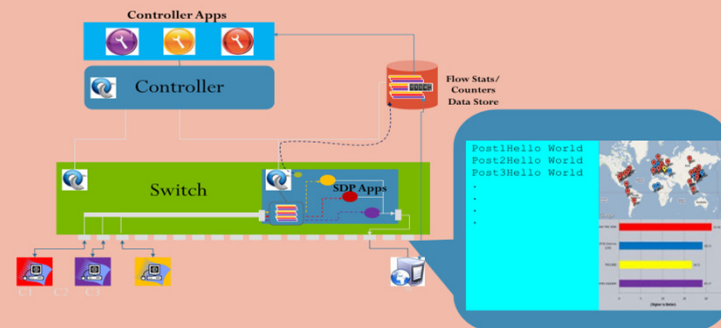 Controller Apps
Controller
Flow Stats/
Counters
Data Store
Switch
SDP Apps
C1 C2 C3
Post1Hello World
Post2Hello World
Post3Hello World
.
.
.
.